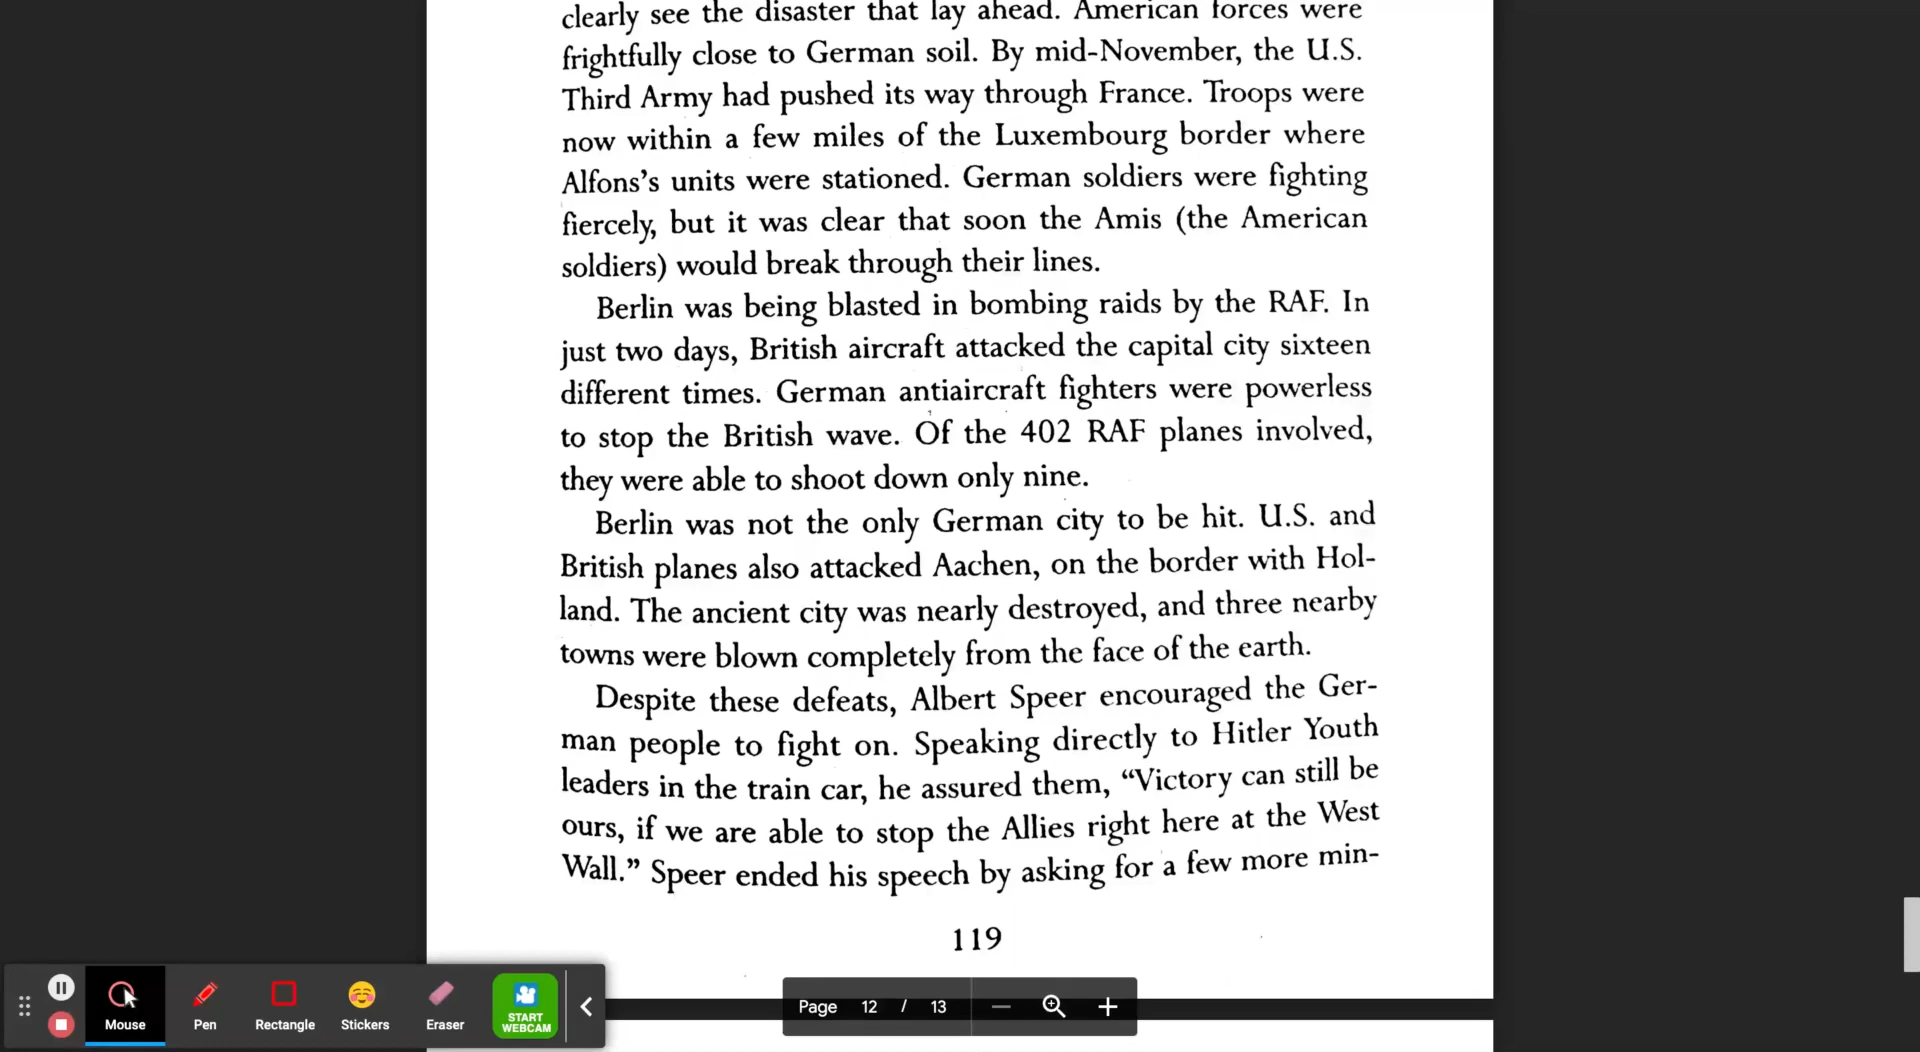 clearly see the disaster that lay ahead. American forces were
frightfully close to German soil. By mid-November, the U.S.
Third Army had pushed its way through France. Troops were
now within a few miles of the Luxembourg border where
Alfons's units were stationed. German soldiers were fighting
fiercely, but it was clear that soon the Amis (the American
soldiers) would break through their lines.
Berlin was being blasted in bombing raids by the RAF. In
just two days, British aircraft attacked the capital city sixteen
different times. German antiaircraft fighters were powerless
to stop the British wave. Of the 402 RAF planes involved,
they were able to shoot down only nine.
Berlin was not the only German city to be hit. U.S. and
British planes also attacked Aachen, on the border with Hol-
land. The ancient city was nearly destroyed, and three nearby
towns were blown completely from the face of the earth.
Despite these defeats, Albert Speer encouraged the Ger-
man people to fight on. Speaking directly to Hitler Youth
leaders in the train car, he assured them, “Victory can still be
ours, if we are able to stop the Allies right here at the West
Wall.” Speer ended his speech by asking for a few more min-
119
Mouse
Pen
Rectangle
Stickers
Eraser
START
WEBCAM
Page 12 / 13